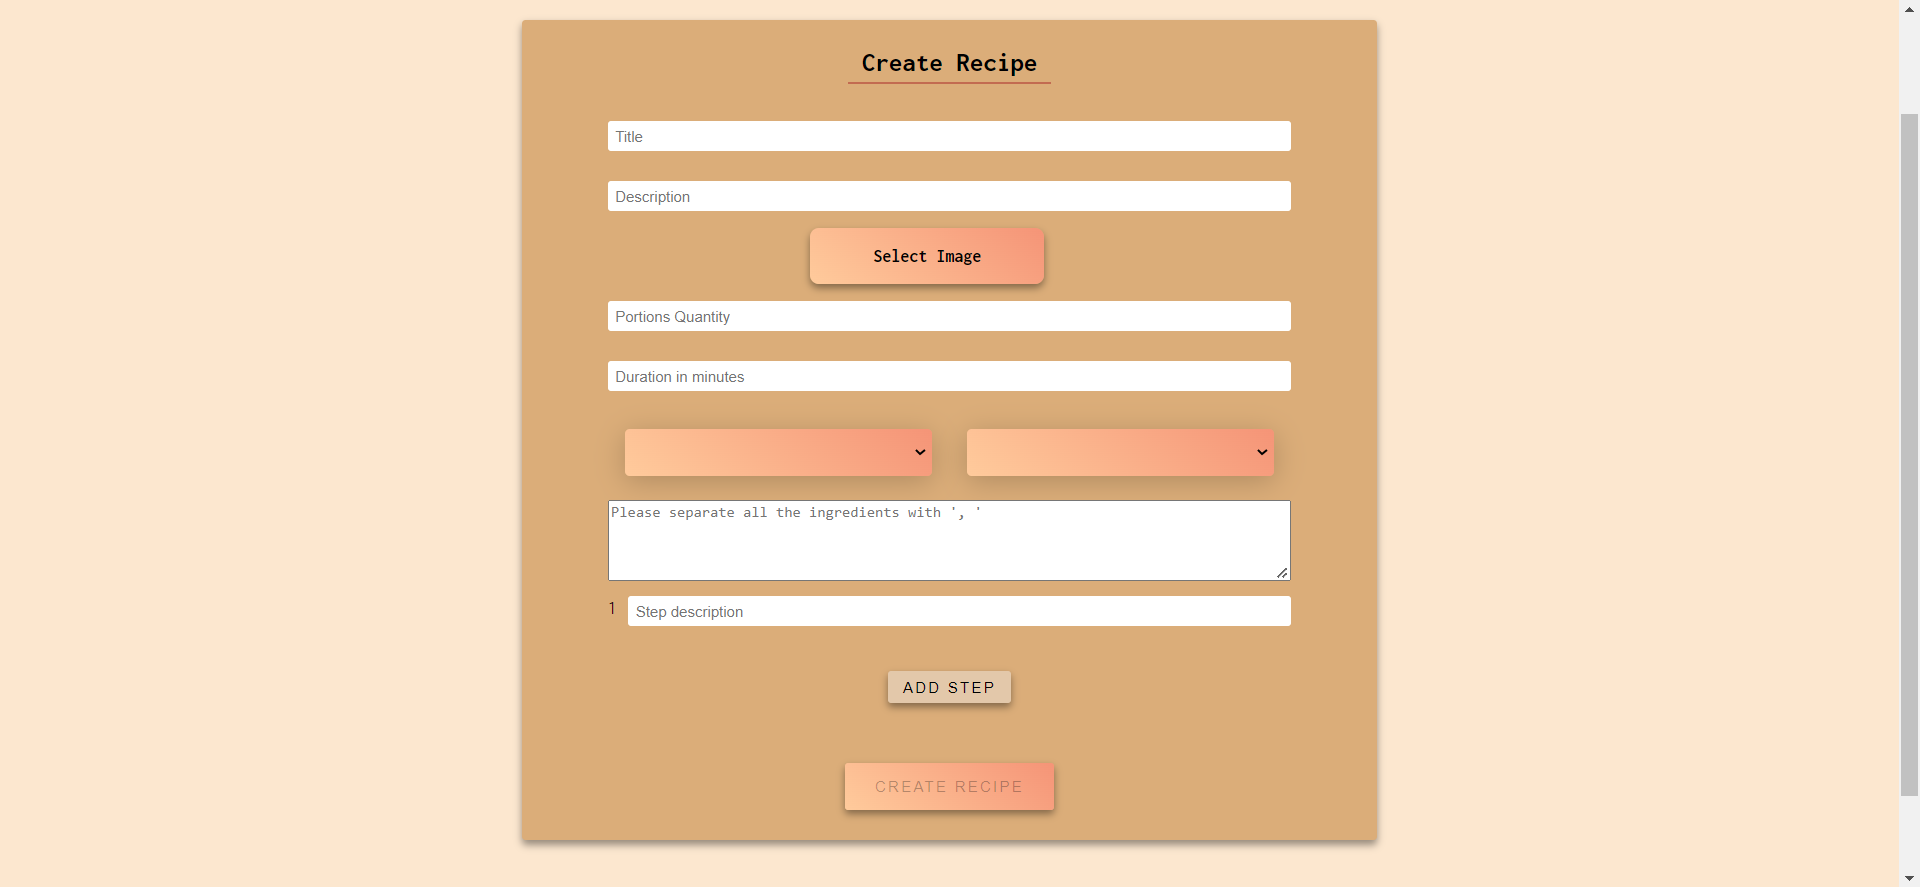 Create Recipe
Title
Description
Select Image
Portions Quantity
Duration in minutes
Please separate all the ingredients with ', '
1 Step description
ADD STEP
CREATE RECIPE